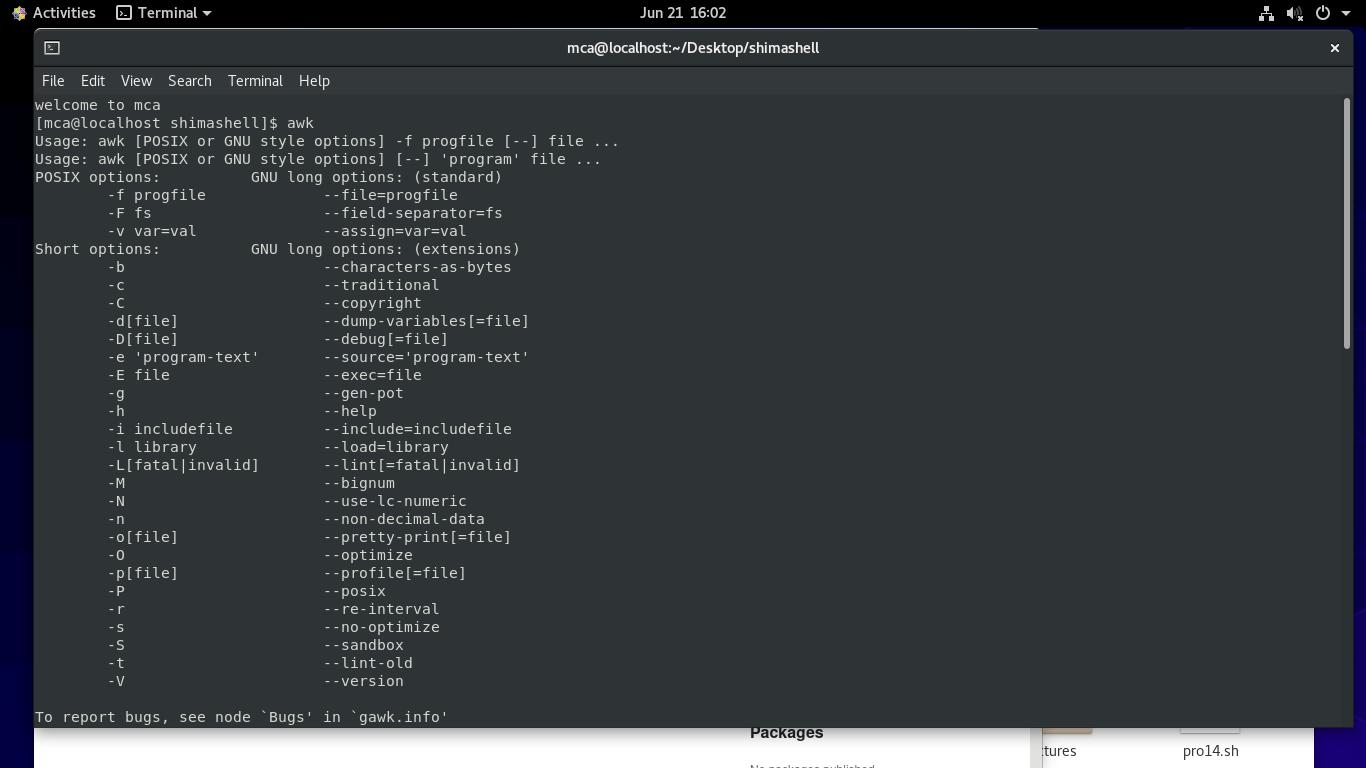 Activities Terminal Jun 21 16:02
mca@localhost:~/Desktop/shimashell
File Edit View Search Terminal Help
welcome to mca
[mca@localhost shimashell]$ awk
Usage: awk [POSIX or GNU style options] -f progfile [--] file ...
Usage: awk [POSIX or GNU style options] [--] 'program' file ...
POSIX options:          GNU long options: (standard)
        -f progfile             --file=progfile
        -F fs                   --field-separator=fs
        -v var=val              --assign=var=val
Short options:          GNU long options: (extensions)
        -b                      --characters-as-bytes
        -c                      --traditional
        -C                      --copyright
        -d[file]                --dump-variables[=file]
        -D[file]                --debug[=file]
        -e 'program-text'       --source='program-text'
        -E file                 --exec=file
        -g                      --gen-pot
        -h                      --help
        -i includefile          --include=includefile
        -l library              --load=library
        -L[fatal|invalid]       --lint[=fatal|invalid]
        -M                      --bignum
        -N                      --use-lc-numeric
        -n                      --non-decimal-data
        -o[file]                --pretty-print[=file]
        -O                      --optimize
        -p[file]                --profile[=file]
        -P                      --posix
        -r                      --re-interval
        -s                      --no-optimize
        -S                      --sandbox
        -t                      --lint-old
        -V                      --version
To report bugs, see node `Bugs' in `gawk.info'
Packages
tures pro14.sh
No packages published